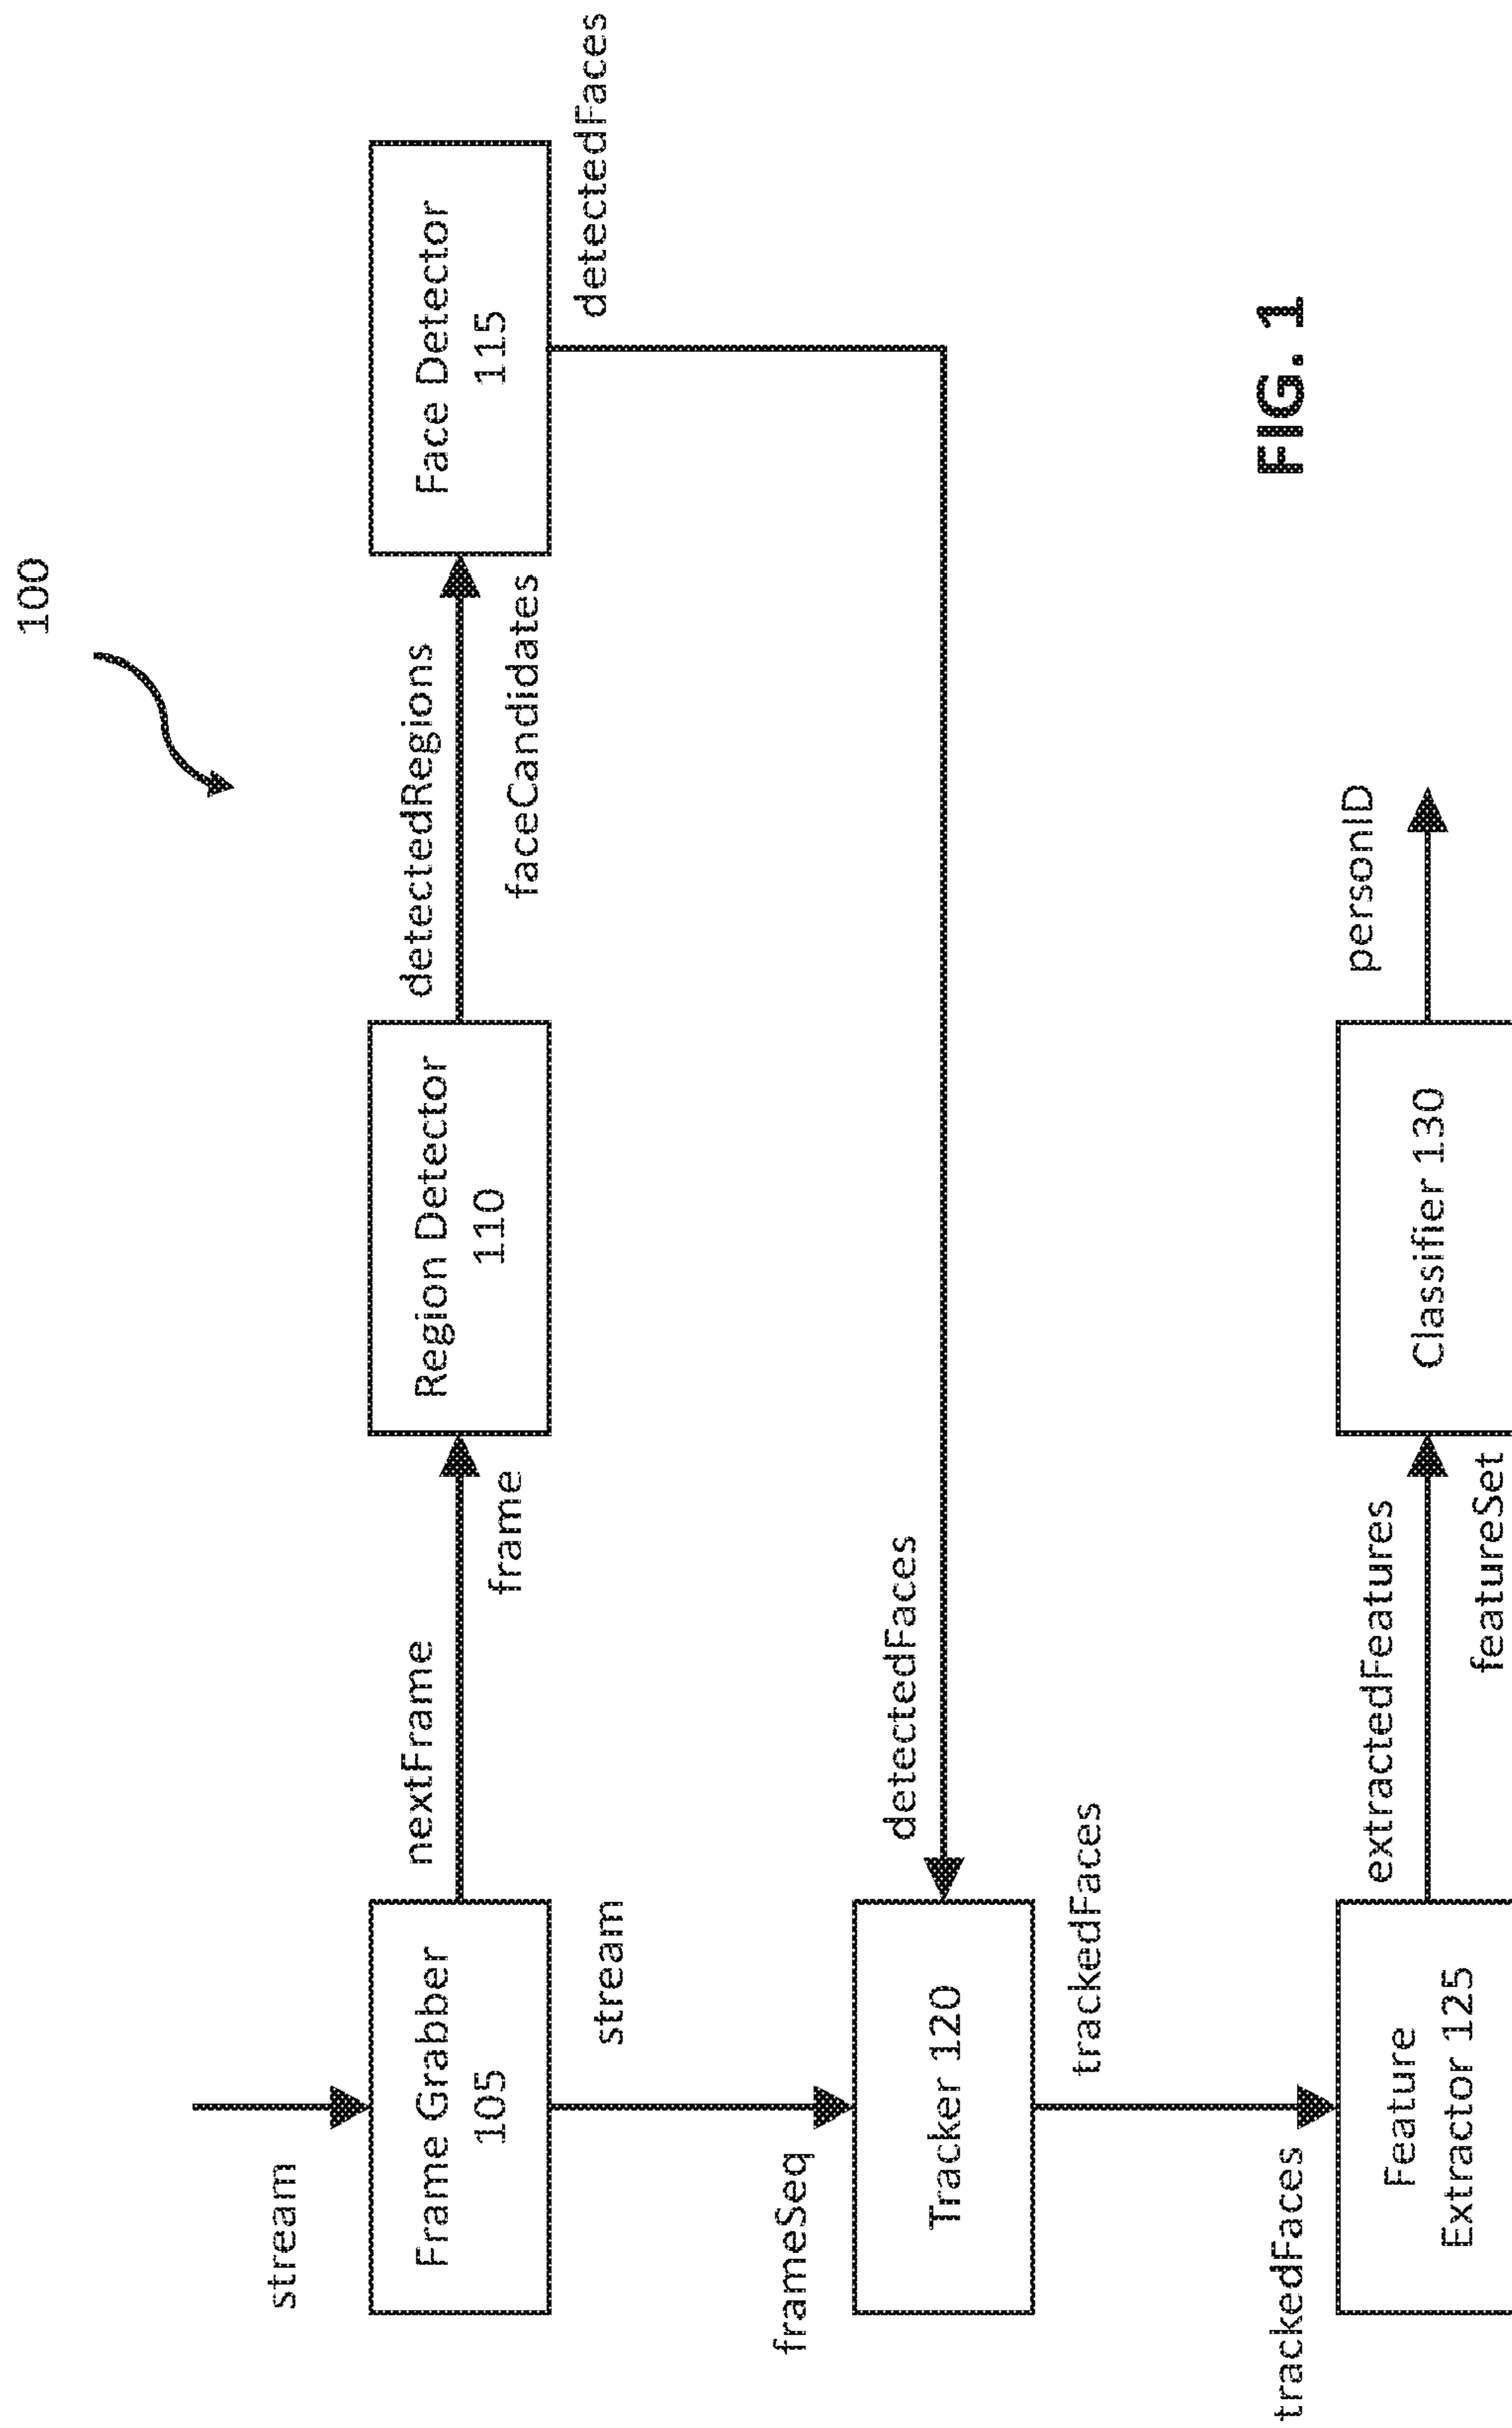 100
stream
Frame Grabber
105
nextFrame
frame
Region Detector
110
detectedRegions
faceCandidates
Face Detector
115
detectedFaces
stream
frameSeq
detectedFaces
Tracker 120
trackedFaces
trackedFaces
Feature
Extractor 125
extractedFeatures
featureSet
Classifier 130
personID
FIG. 1